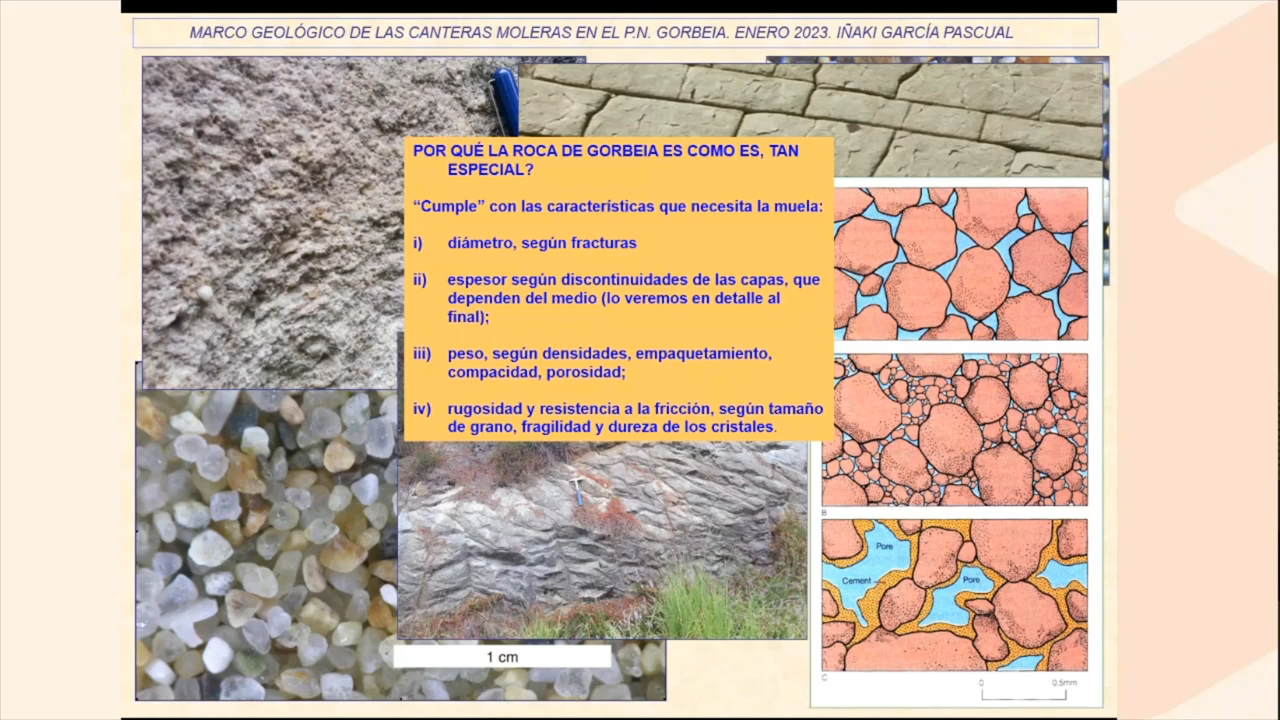 MARCO GEOLÓGICO DE LAS CANTERAS MOLERAS EN EL P.N. GORBEIA. ENERO 2023. IÑAKI GARCÍA PASCUAL
POR QUÉ LA ROCA DE GORBEIA ES COMO ES, TAN
ESPECIAL?
“Cumple” con las características que necesita la muela:
i) diámetro, según fracturas
ii) espesor según discontinuidades de las capas, que
dependen del medio (lo veremos en detalle al
final);
iii) peso, según densidades, empaquetamiento,
compacidad, porosidad;
iv) rugosidad y resistencia a la fricción, según tamaño
de grano, fragilidad y dureza de los cristales.
B
Pore
Cement
Pore
C
0 0.5mm
1 cm